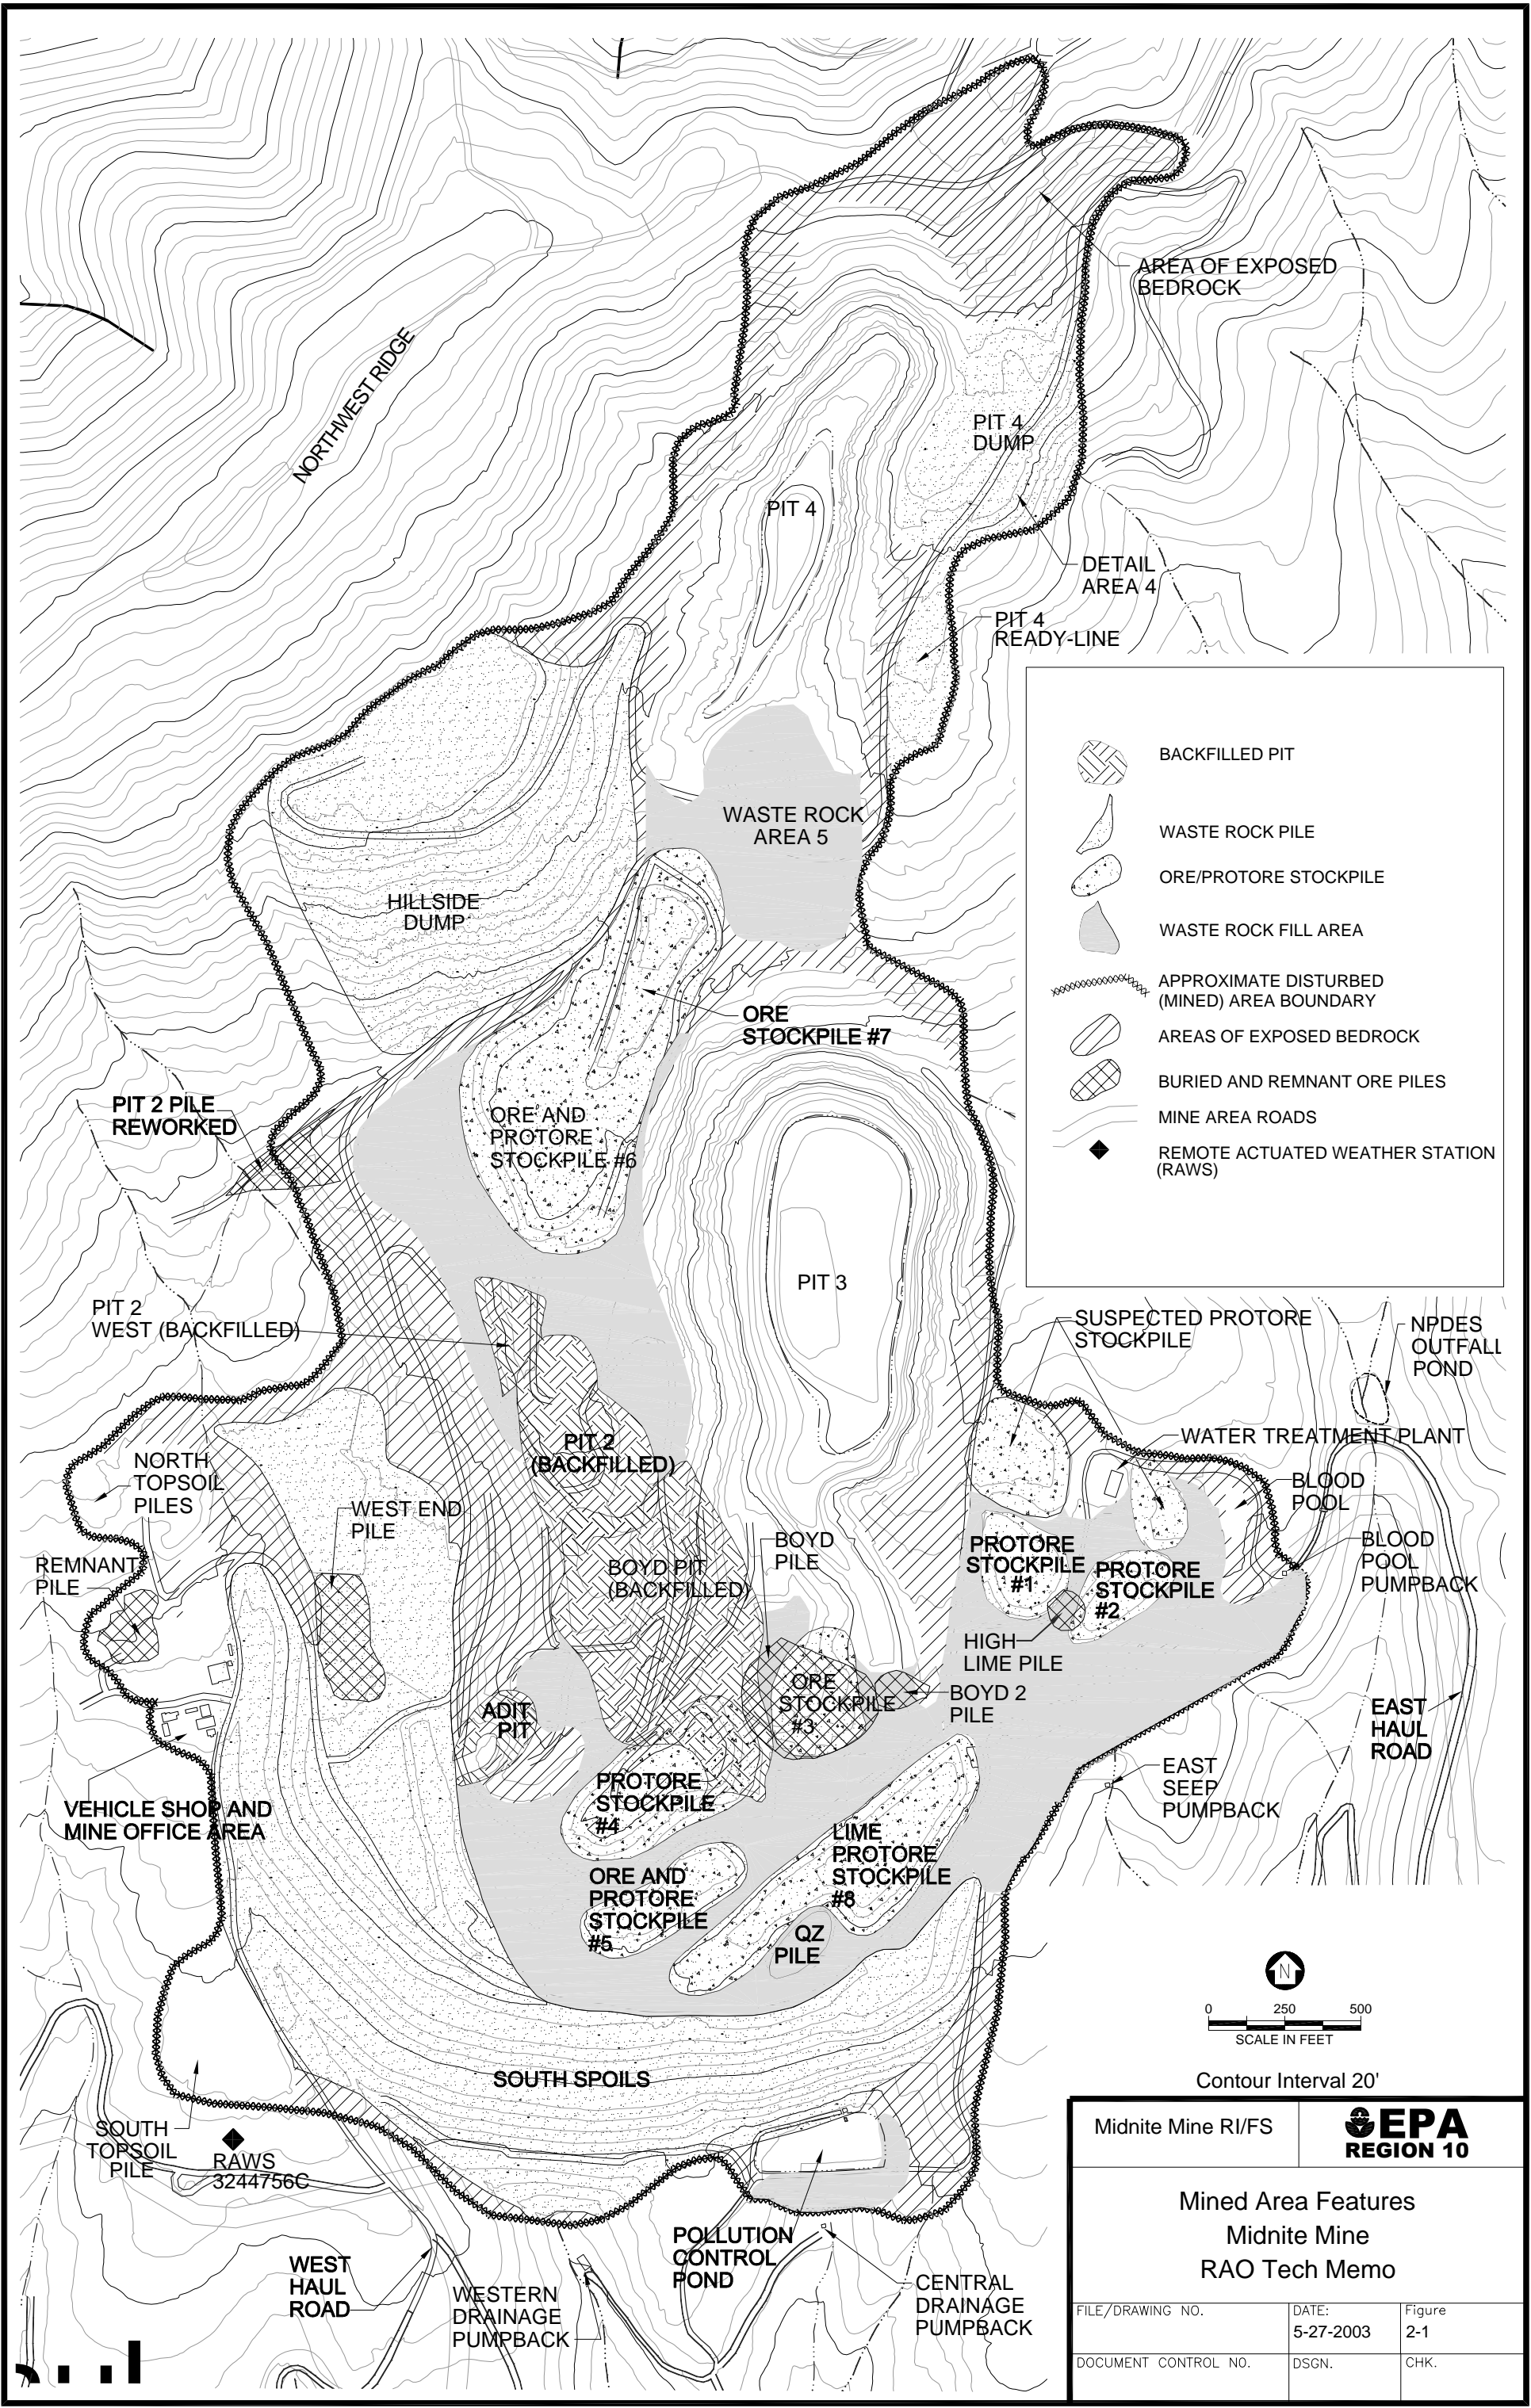 AREA OF EXPOSED
BEDROCK
NORTHWEST RIDGE
PIT 4
DUMP
PIT 4
DETAIL
AREA 4
PIT 4
READY-LINE
BACKFILLED PIT
WASTE ROCK PILE
ORE/PROTORE STOCKPILE
WASTE ROCK FILL AREA
APPROXIMATE DISTURBED
(MINED) AREA BOUNDARY
AREAS OF EXPOSED BEDROCK
BURIED AND REMNANT ORE PILES
MINE AREA ROADS
REMOTE ACTUATED WEATHER STATION
(RAWS)
WASTE ROCK
AREA 5
HILLSIDE
DUMP
ORE
STOCKPILE #7
PIT 2 PILE
REWORKED
ORE AND
PROTORE
STOCKPILE #6
PIT 3
PIT 2
WEST (BACKFILLED)
SUSPECTED PROTORE
STOCKPILE
NPDES
OUTFALL
POND
PIT 2
(BACKFILLED)
WATER TREATMENT PLANT
NORTH
TOPSOIL
PILES
WEST END
PILE
BLOOD
POOL
REMNANT
PILE
BOYD PIT
(BACKFILLED)
BOYD
PILE
PROTORE
STOCKPILE
#1
PROTORE
STOCKPILE
#2
BLOOD
POOL
PUMPBACK
HIGH
LIME PILE
ORE
STOCKPILE
#3
BOYD 2
PILE
ADIT
PIT
EAST
HAUL
ROAD
EAST
SEEP
PUMPBACK
PROTORE
STOCKPILE
#4
VEHICLE SHOP AND
MINE OFFICE AREA
LIME
PROTORE
STOCKPILE
#8
ORE AND
PROTORE
STOCKPILE
#5
QZ
PILE
N
0 250 500
SCALE IN FEET
Contour Interval 20'
SOUTH SPOILS
SOUTH
TOPSOIL
PILE
RAWS
3244756C
WEST
HAUL
ROAD
WESTERN
DRAINAGE
PUMPBACK
POLLUTION
CONTROL
POND
CENTRAL
DRAINAGE
PUMPBACK
Midnite Mine RI/FS
EPA
REGION 10
Mined Area Features
Midnite Mine
RAO Tech Memo
FILE/DRAWING NO.
DATE:
5-27-2003
Figure
2-1
DOCUMENT CONTROL NO.
DSGN.
CHK.